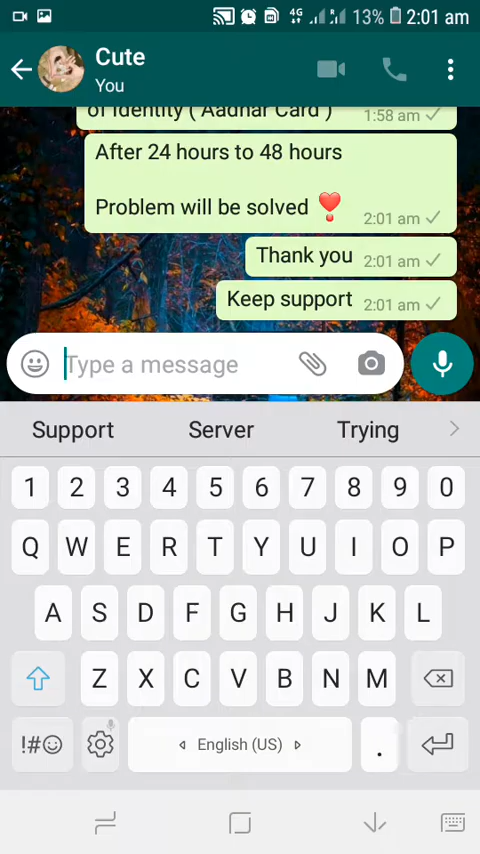 4G 13% 2:01 am
Cute
You
of Identity ( Aadhar Card ) 1:58 am
After 24 hours to 48 hours
Problem will be solved ❣️ 2:01 am
Thank you 2:01 am
Keep support 2:01 am
Type a message
Support Server Trying
1 2 3 4 5 6 7 8 9 0
Q W E R T Y U I O P
A S D F G H J K L
Z X C V B N M
!#☺ English (US) .